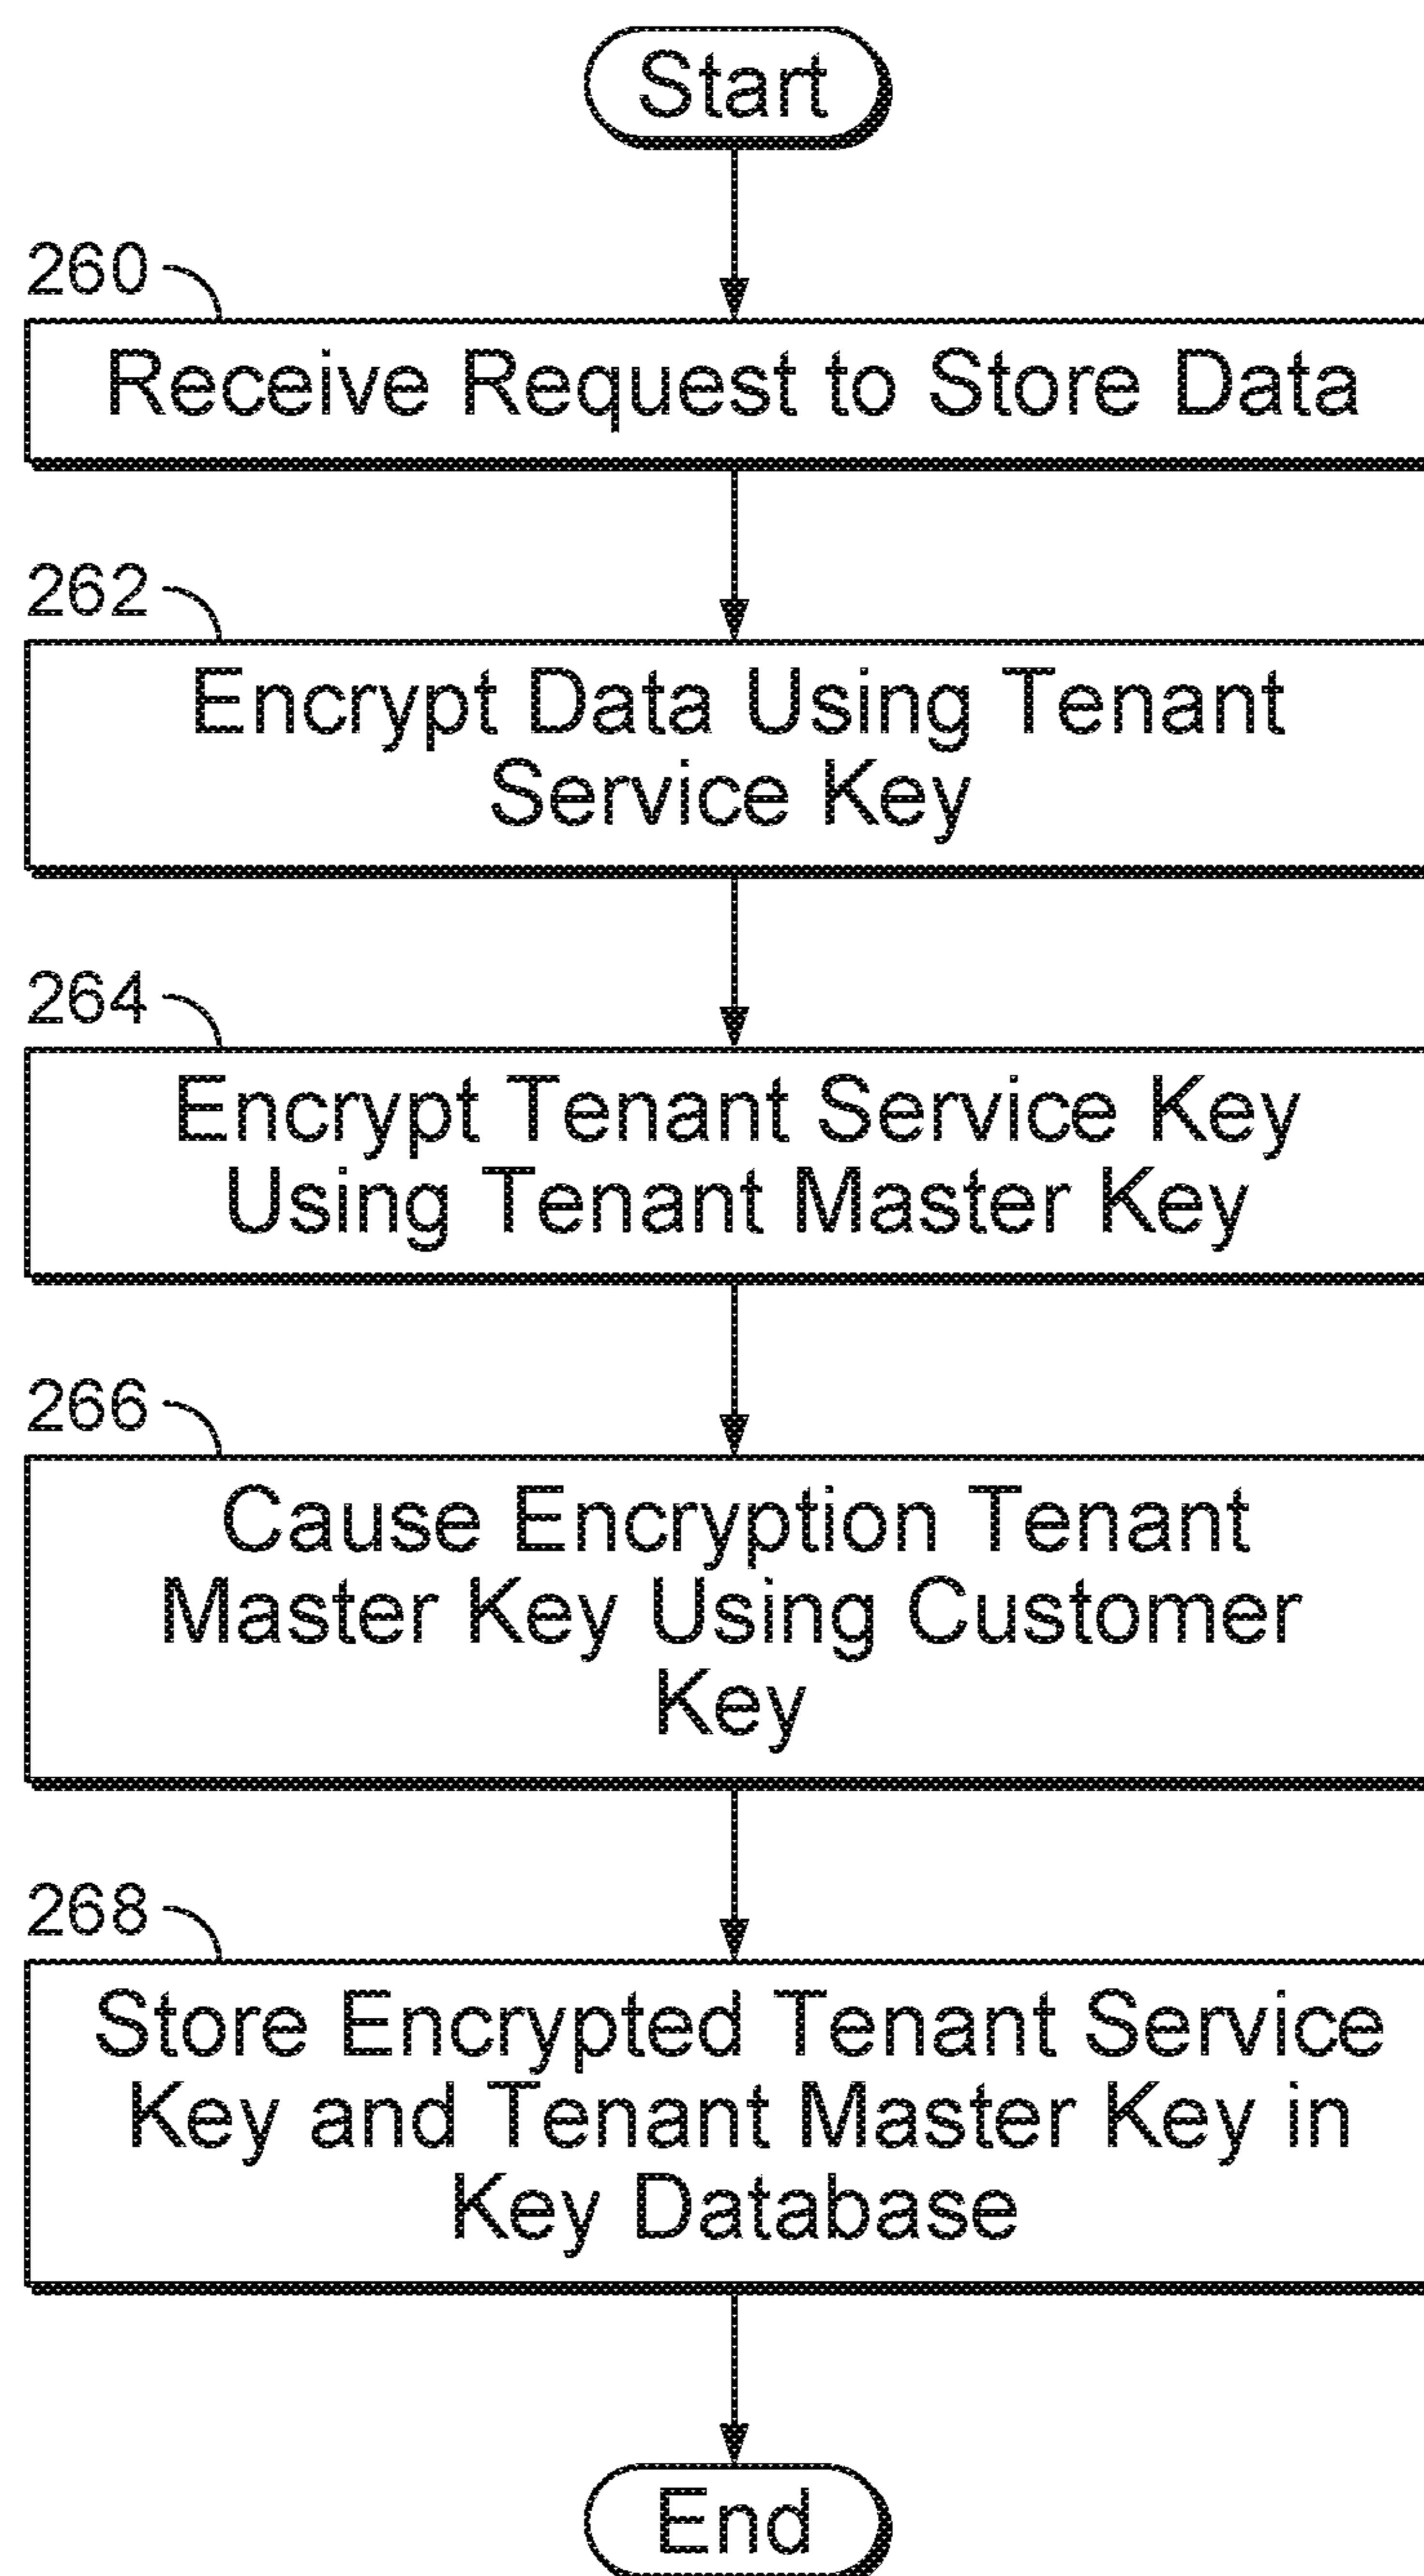 Start
260
Receive Request to Store Data
262
Encrypt Data Using Tenant
Service Key
264
Encrypt Tenant Service Key
Using Tenant Master Key
266
Cause Encryption Tenant
Master Key Using Customer
Key
268
Store Encrypted Tenant Service
Key and Tenant Master Key in
Key Database
End